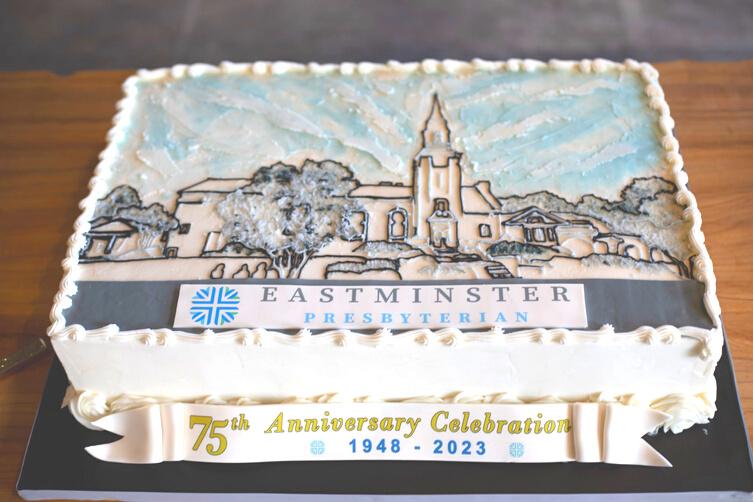 EASTMINSTER
PRESBYTERIAN
75th Anniversary Celebration
1948 - 2023